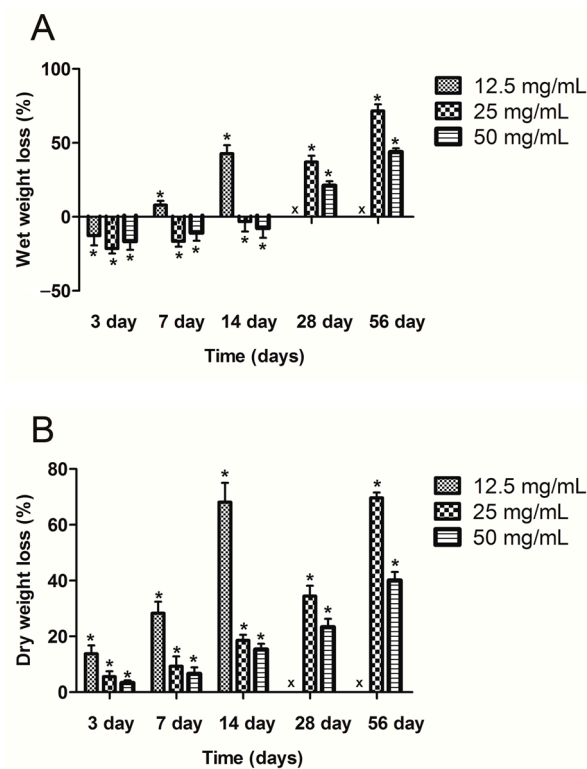 A
Wet weight loss (%)
100
50
0
−50
12.5 mg/mL
25 mg/mL
50 mg/mL
* * *
* * *
* * *
x * *
x * *
3 day 7 day 14 day 28 day 56 day
Time (days)
B
Dry weight loss (%)
80
60
40
20
0
12.5 mg/mL
25 mg/mL
50 mg/mL
* * *
* * *
* * *
x * *
x * *
3 day 7 day 14 day 28 day 56 day
Time (days)